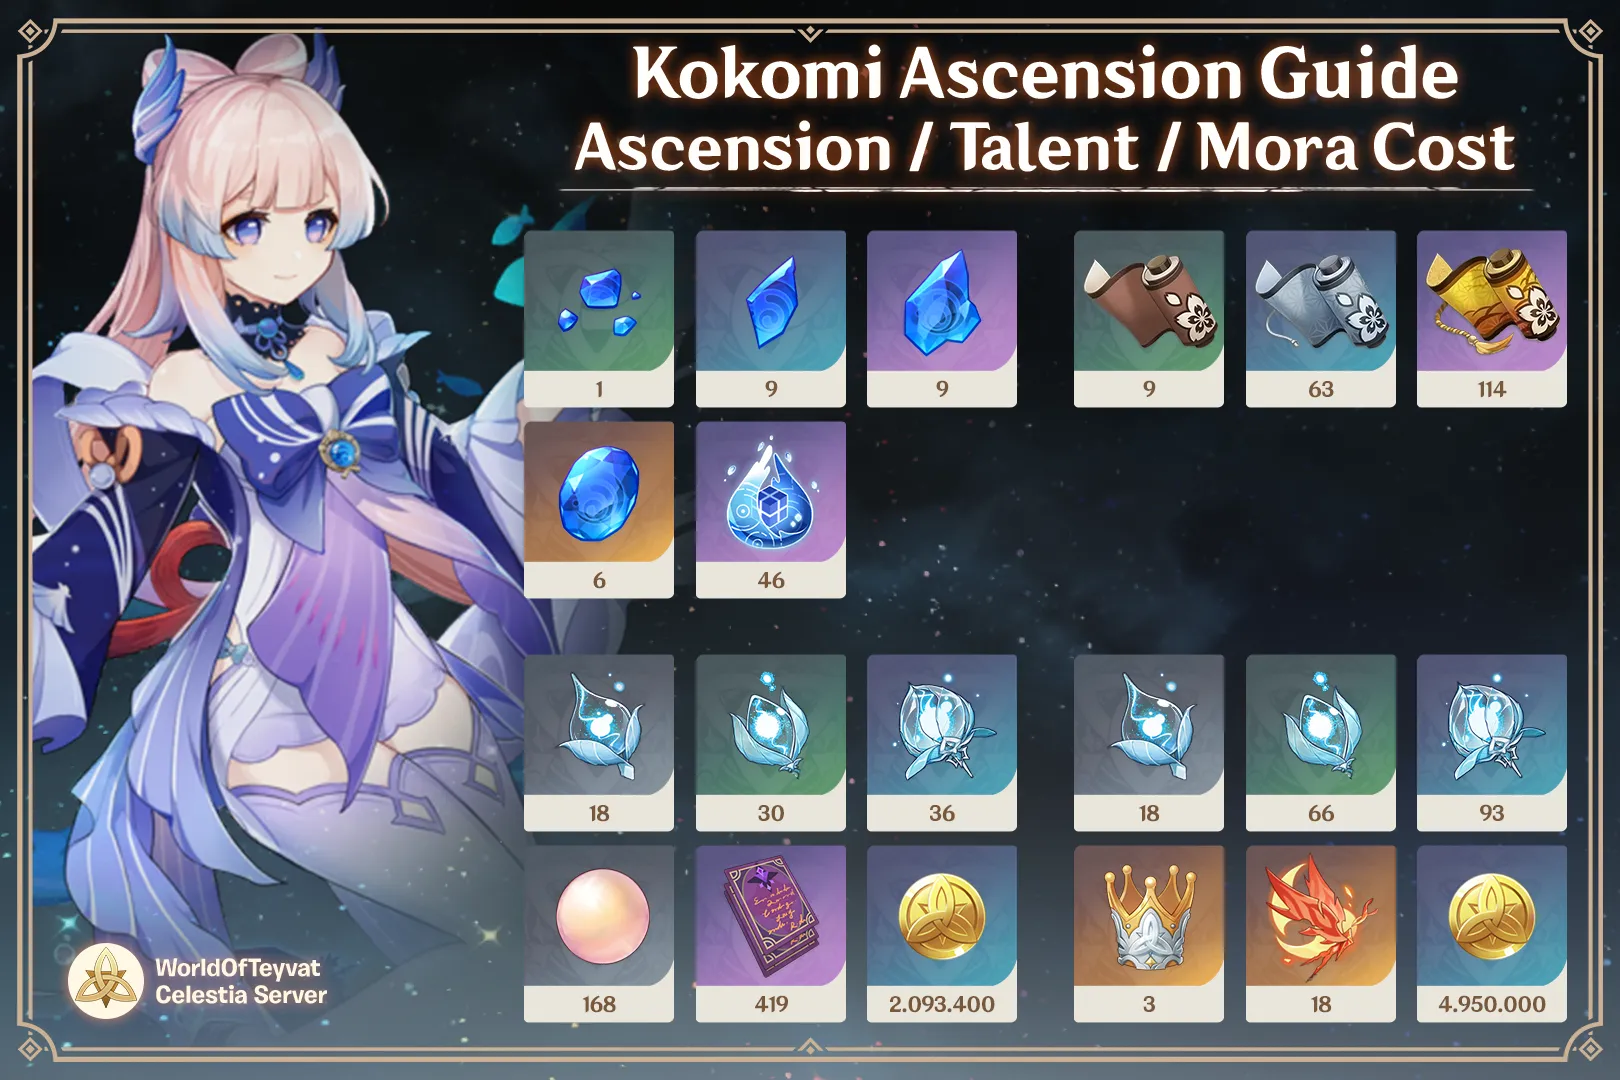 Kokomi Ascension Guide
Ascension / Talent / Mora Cost
1 9 9 9 63 114
6 46
18 30 36 18 66 93
168 419 2.093.400 3 18 4.950.000
WorldOfTeyvat
Celestia Server